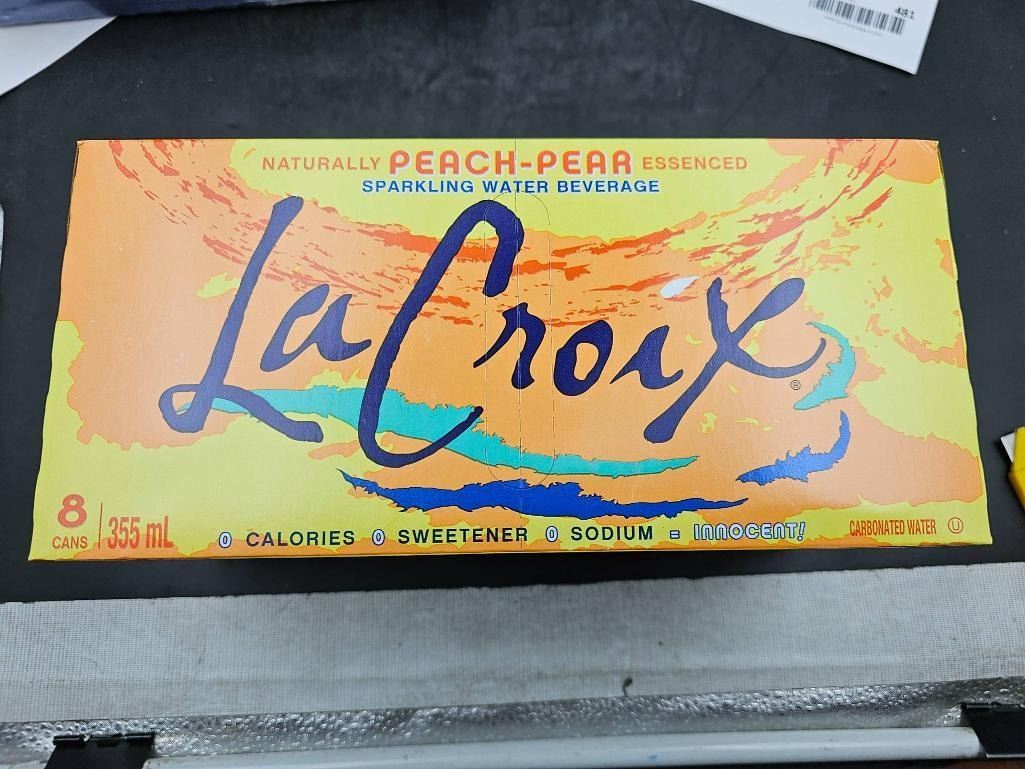 481
NATURALLY PEACH-PEAR ESSENCED
SPARKLING WATER BEVERAGE
LaCroix ®
8 CANS | 355 mL
0 CALORIES 0 SWEETENER 0 SODIUM = INNOCENT!
CARBONATED WATER U